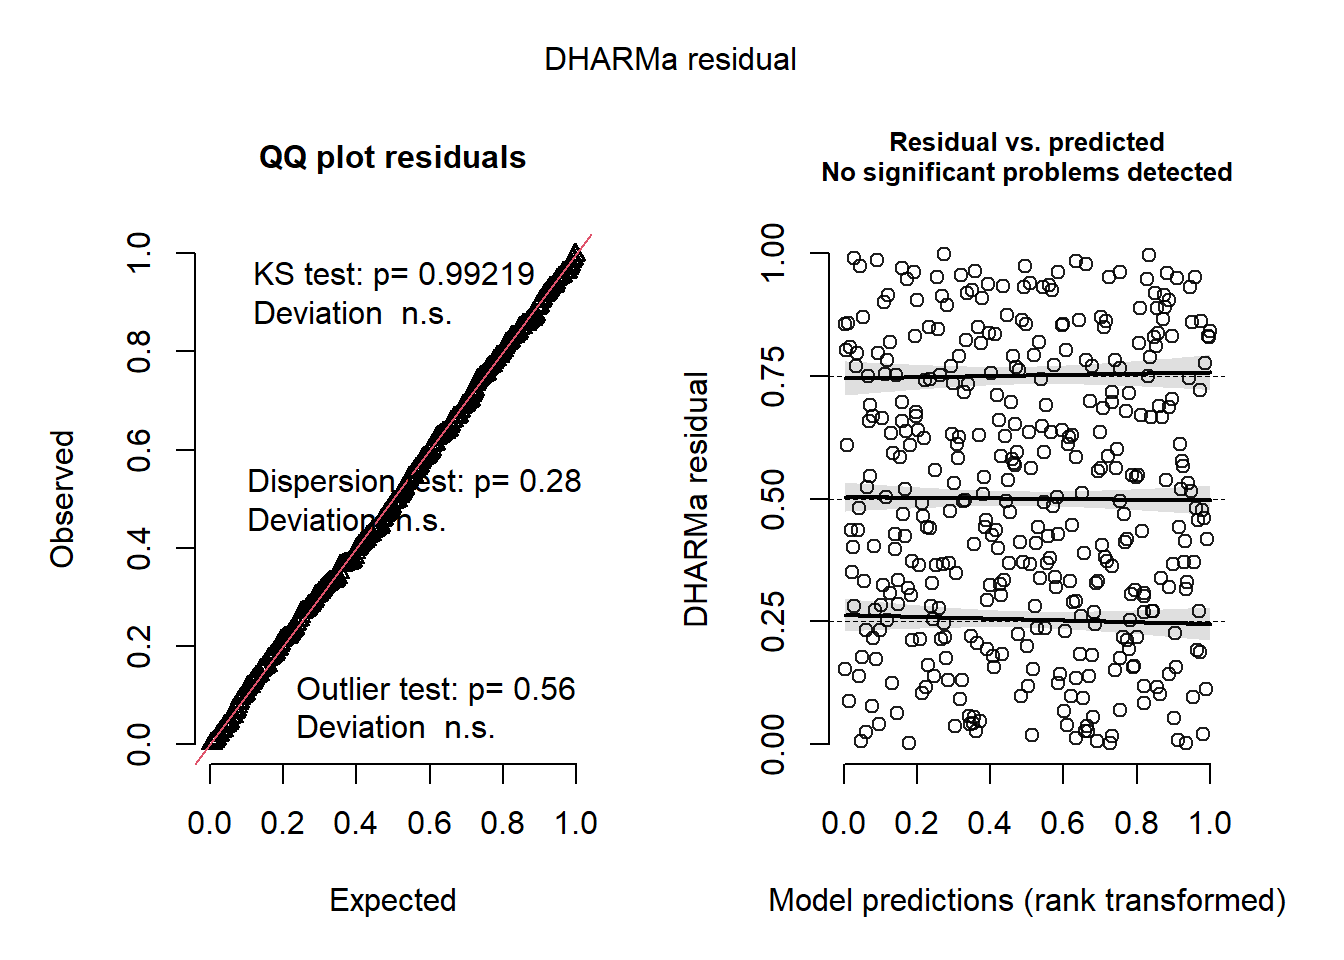 DHARMa residual
QQ plot residuals
KS test: p= 0.99219
Deviation  n.s.
Dispersion test: p= 0.28
Deviation  n.s.
Outlier test: p= 0.56
Deviation  n.s.
Observed
1.0
0.8
0.6
0.4
0.2
0.0
0.0 0.2 0.4 0.6 0.8 1.0
Expected
Residual vs. predicted
No significant problems detected
DHARMa residual
1.00
0.75
0.50
0.25
0.00
0.0 0.2 0.4 0.6 0.8 1.0
Model predictions (rank transformed)